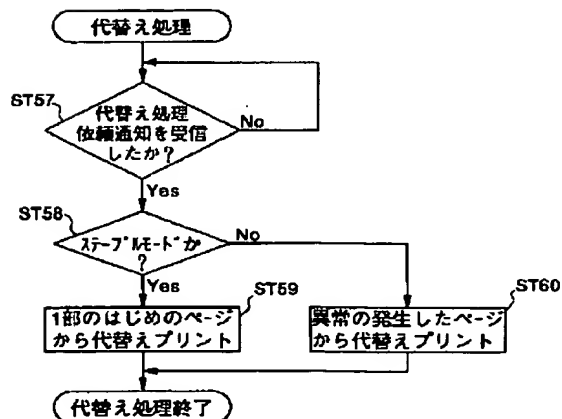 代替え処理
ST57
代替え処理
依頼通知を受信
したか?
No
Yes
ST58
ステープルモードか
?
No
Yes
ST59
1部のはじめのページ
から代替えプリント
ST60
異常の発生したページ
から代替えプリント
代替え処理終了